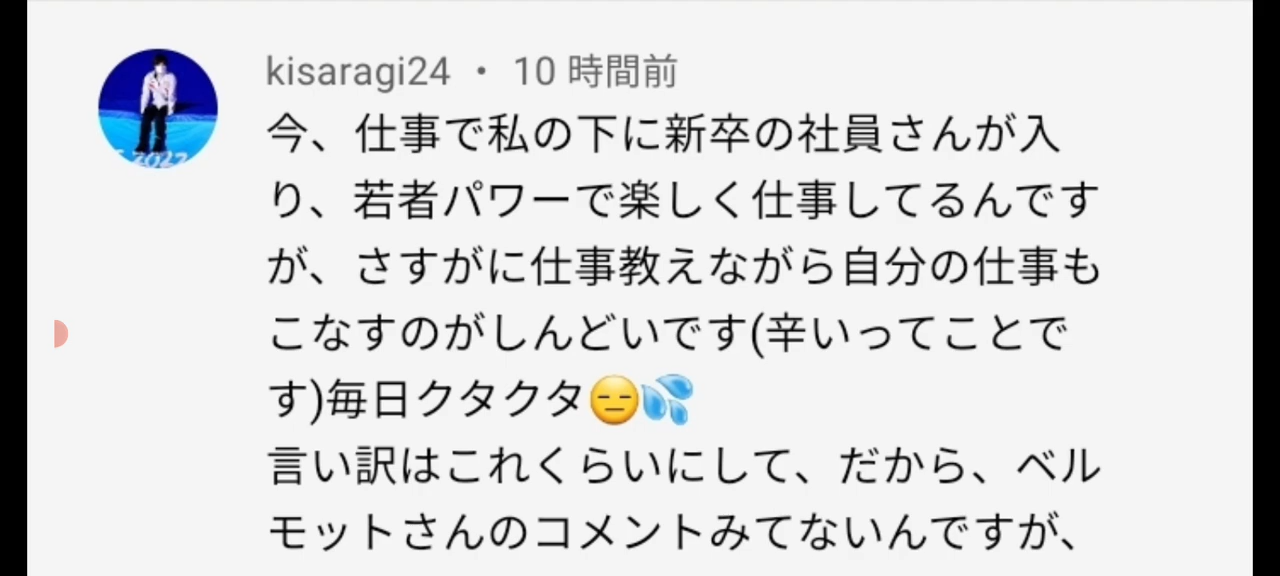 kisaragi24 ・ 10 時間前
今、仕事で私の下に新卒の社員さんが入
り、若者パワーで楽しく仕事してるんです
が、さすがに仕事教えながら自分の仕事も
こなすのがしんどいです(辛いってことで
す)毎日クタクタ😑💦
言い訳はこれくらいにして、だから、ベル
モットさんのコメントみてないんですが、